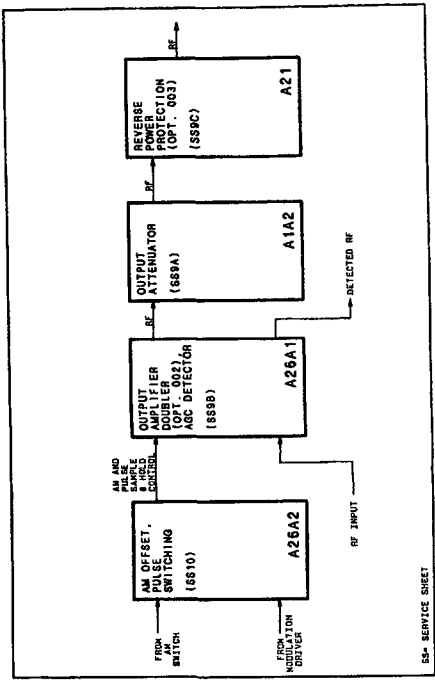 FROM
AM
SWITCH
FROM
MODULATION
DRIVER
AM OFFSET,
PULSE
SWITCHING
(SS10)
A26A2
AM AND
PULSE
SAMPLE
& HOLD
CONTROL
RF INPUT
OUTPUT
AMPLIFIER
DOUBLER
(OPT. 002),
AGC DETECTOR
(SS9B)
A26A1
RF
DETECTED RF
OUTPUT
ATTENUATOR
(SS9A)
A1A2
RF
REVERSE
POWER
PROTECTION
(OPT. 003)
(SS9C)
A21
RF
SS= SERVICE SHEET